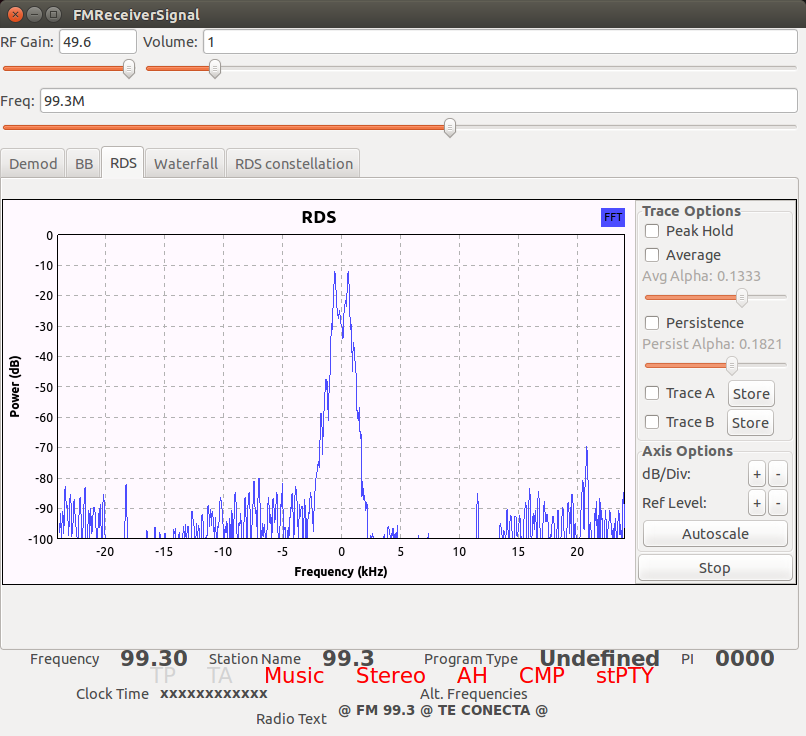 FMReceiverSignal
RF Gain: 49.6 Volume: 1
Freq: 99.3M
Demod BB RDS Waterfall RDS constellation
RDS
FFT
Power (dB)
0
-10
-20
-30
-40
-50
-60
-70
-80
-90
-100
-20 -15 -10 -5 0 5 10 15 20
Frequency (kHz)
Trace Options
Peak Hold
Average
Avg Alpha: 0.1333
Persistence
Persist Alpha: 0.1821
Trace A Store
Trace B Store
Axis Options
dB/Div: + -
Ref Level: + -
Autoscale
Stop
Frequency 99.30 Station Name 99.3 Program Type Undefined PI 0000
TP TA Music Stereo AH CMP stPTY
Clock Time xxxxxxxxxxxx Alt. Frequencies
Radio Text @ FM 99.3 @ TE CONECTA @